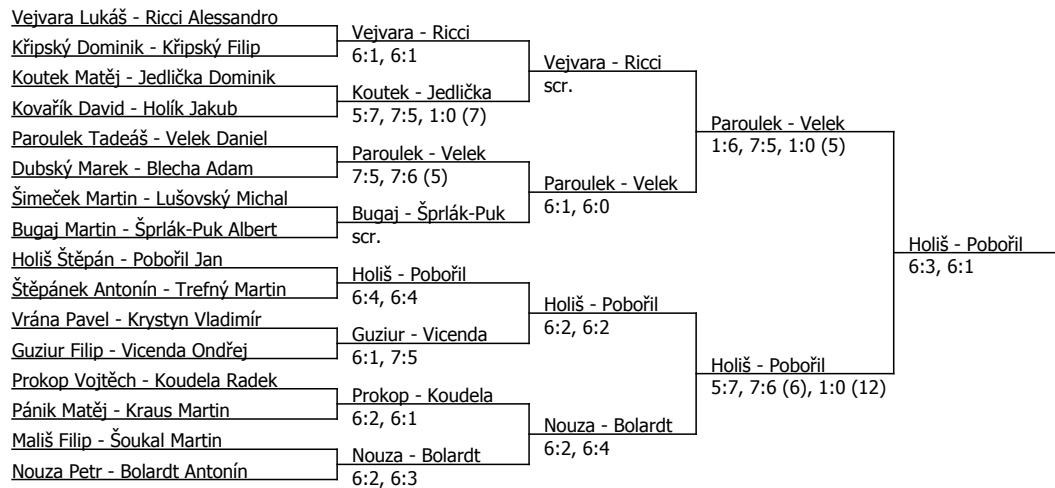 Vejvara Lukáš - Ricci Alessandro
Křipský Dominik - Křipský Filip
Koutek Matěj - Jedlička Dominik
Kovařík David - Holík Jakub
Paroulek Tadeáš - Velek Daniel
Dubský Marek - Blecha Adam
Šimeček Martin - Lušovský Michal
Bugaj Martin - Šprlák-Puk Albert
Holiš Štěpán - Pobořil Jan
Štěpánek Antonín - Trefný Martin
Vrána Pavel - Krystyn Vladimír
Guziur Filip - Vicenda Ondřej
Prokop Vojtěch - Koudela Radek
Pánik Matěj - Kraus Martin
Mališ Filip - Šoukal Martin
Nouza Petr - Bolardt Antonín
Vejvara - Ricci
6:1, 6:1
Koutek - Jedlička
5:7, 7:5, 1:0 (7)
Paroulek - Velek
7:5, 7:6 (5)
Bugaj - Šprlák-Puk
scr.
Holiš - Pobořil
6:4, 6:4
Guziur - Vicenda
6:1, 7:5
Prokop - Koudela
6:2, 6:1
Nouza - Bolardt
6:2, 6:3
Vejvara - Ricci
scr.
Paroulek - Velek
6:1, 6:0
Holiš - Pobořil
6:2, 6:2
Nouza - Bolardt
6:2, 6:4
Paroulek - Velek
1:6, 7:5, 1:0 (5)
Holiš - Pobořil
5:7, 7:6 (6), 1:0 (12)
Holiš - Pobořil
6:3, 6:1